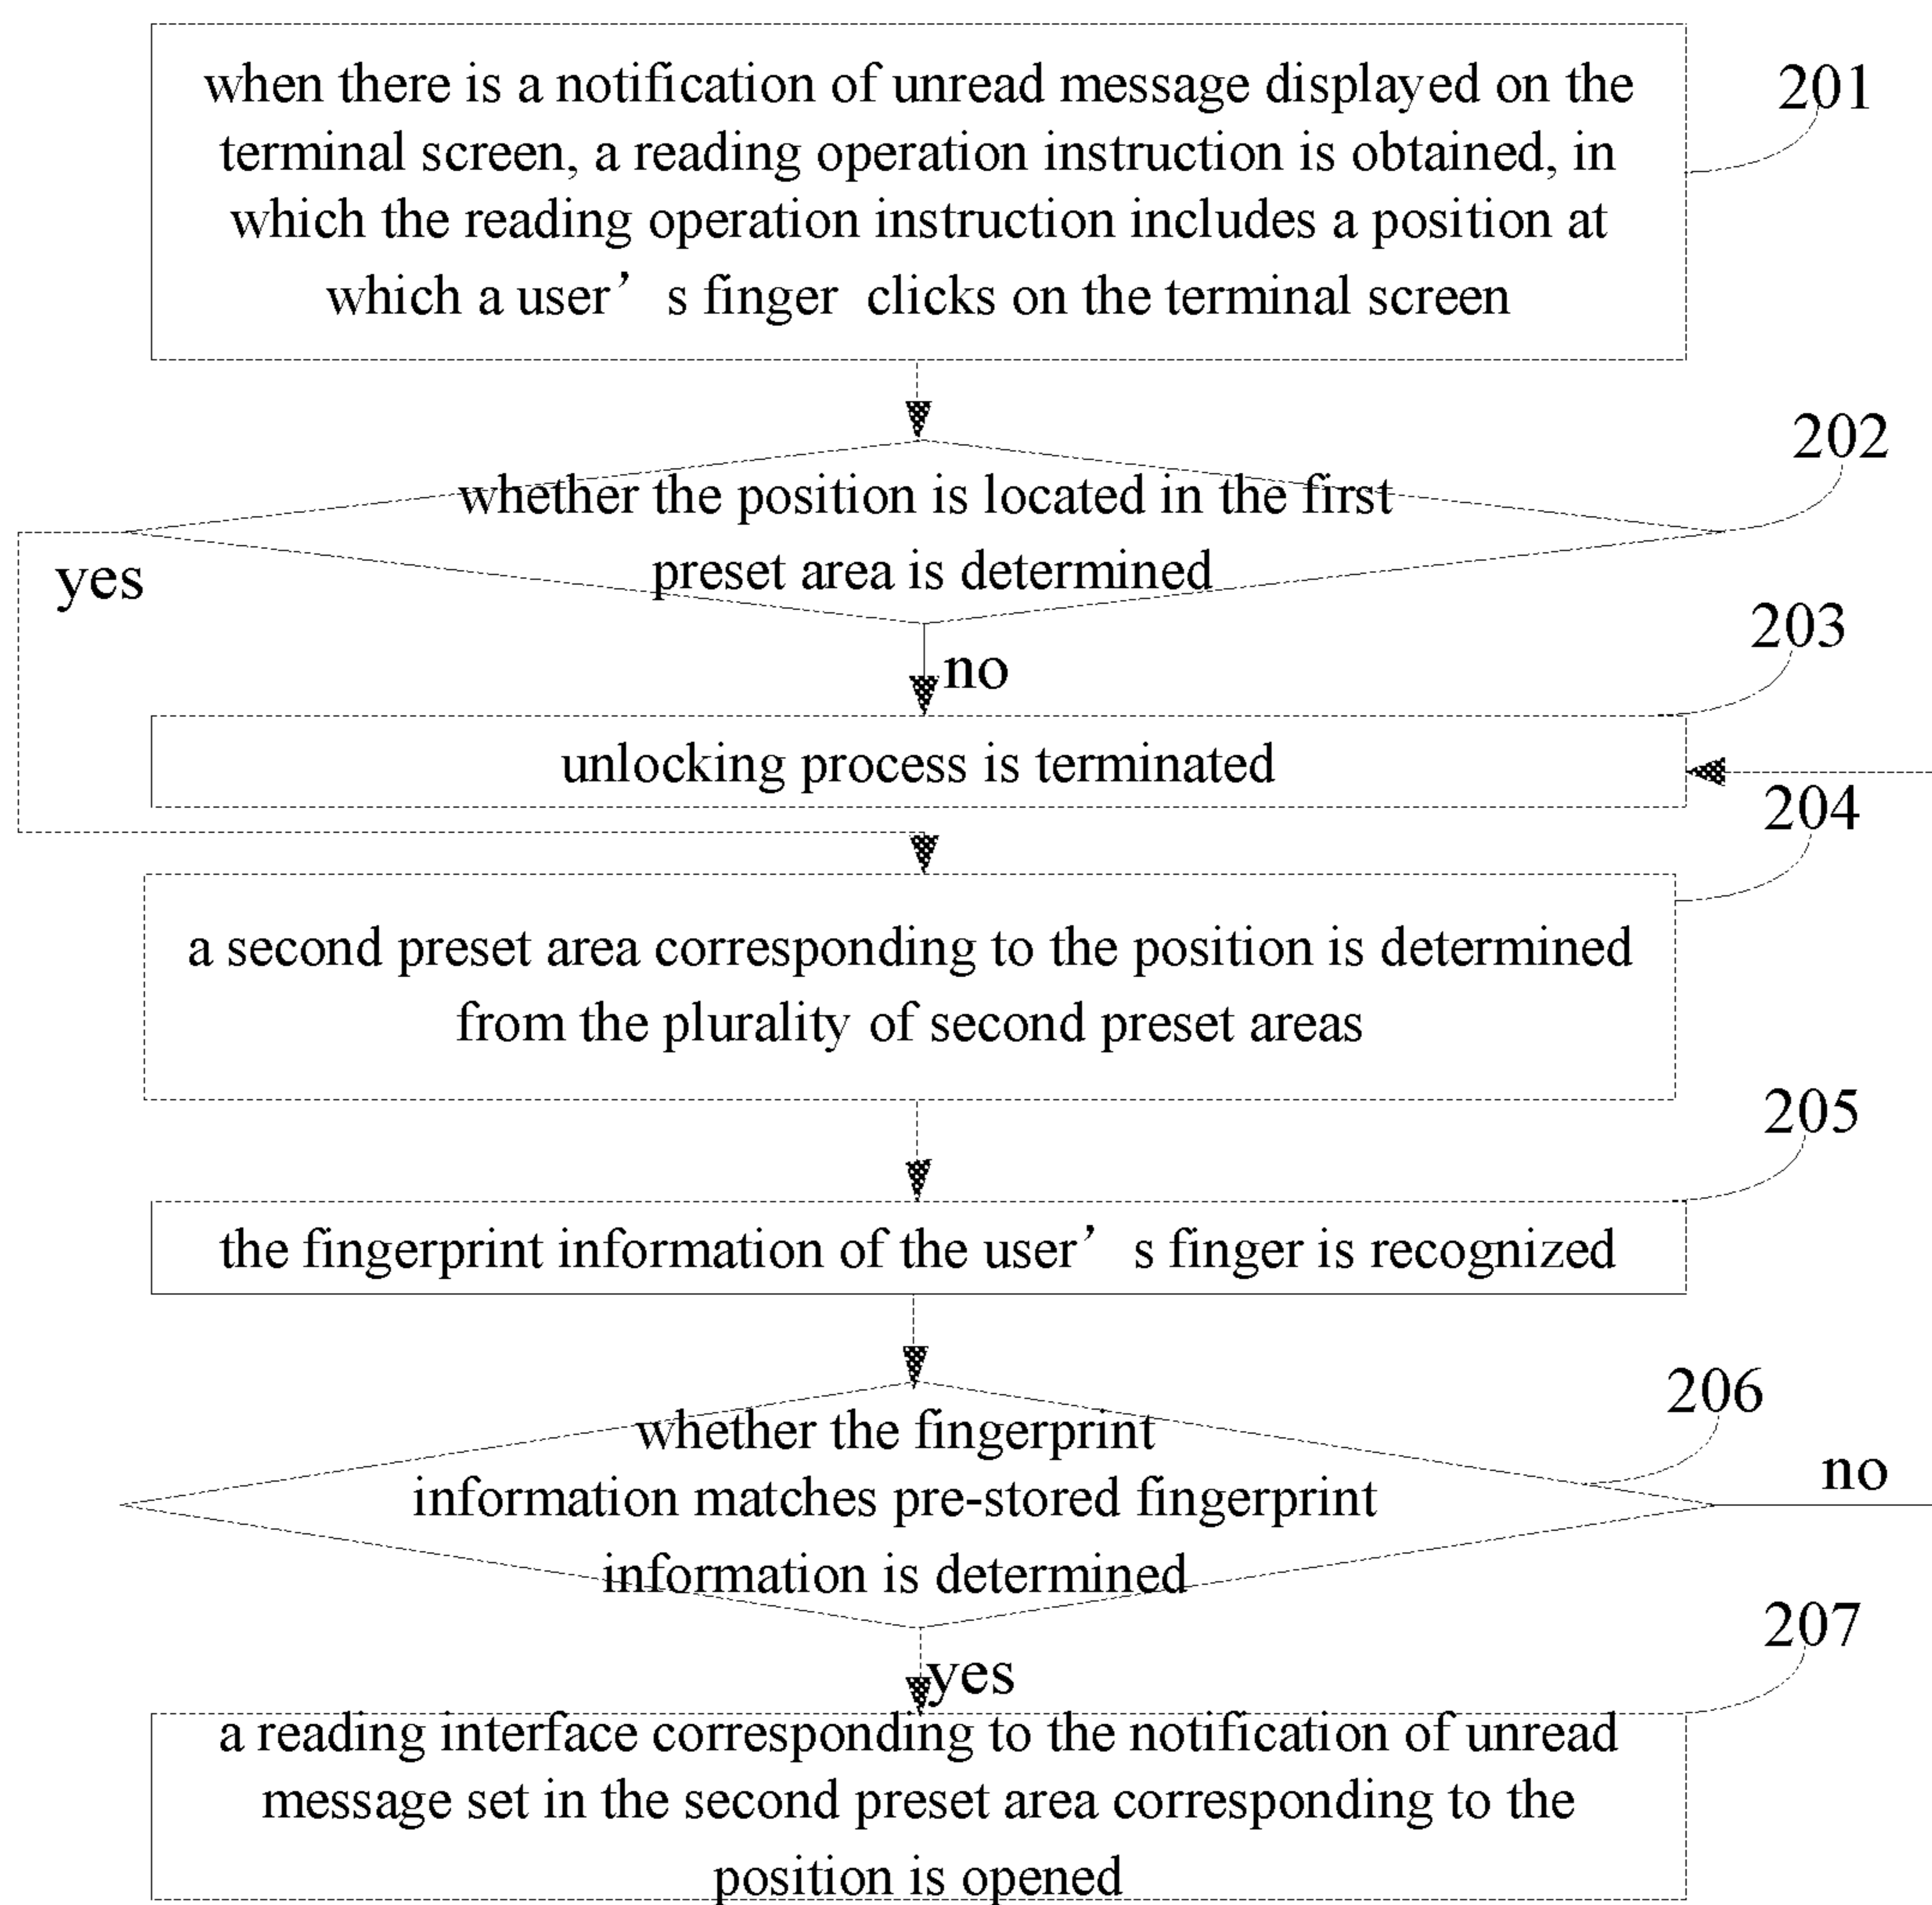 when there is a notification of unread message displayed on the
terminal screen, a reading operation instruction is obtained, in
which the reading operation instruction includes a position at
which a user’ s finger clicks on the terminal screen
201
202
whether the position is located in the first
preset area is determined
yes
no
203
unlocking process is terminated
204
a second preset area corresponding to the position is determined
from the plurality of second preset areas
205
the fingerprint information of the user’ s finger is recognized
206
whether the fingerprint
information matches pre-stored fingerprint
information is determined
no
yes
207
a reading interface corresponding to the notification of unread
message set in the second preset area corresponding to the
position is opened